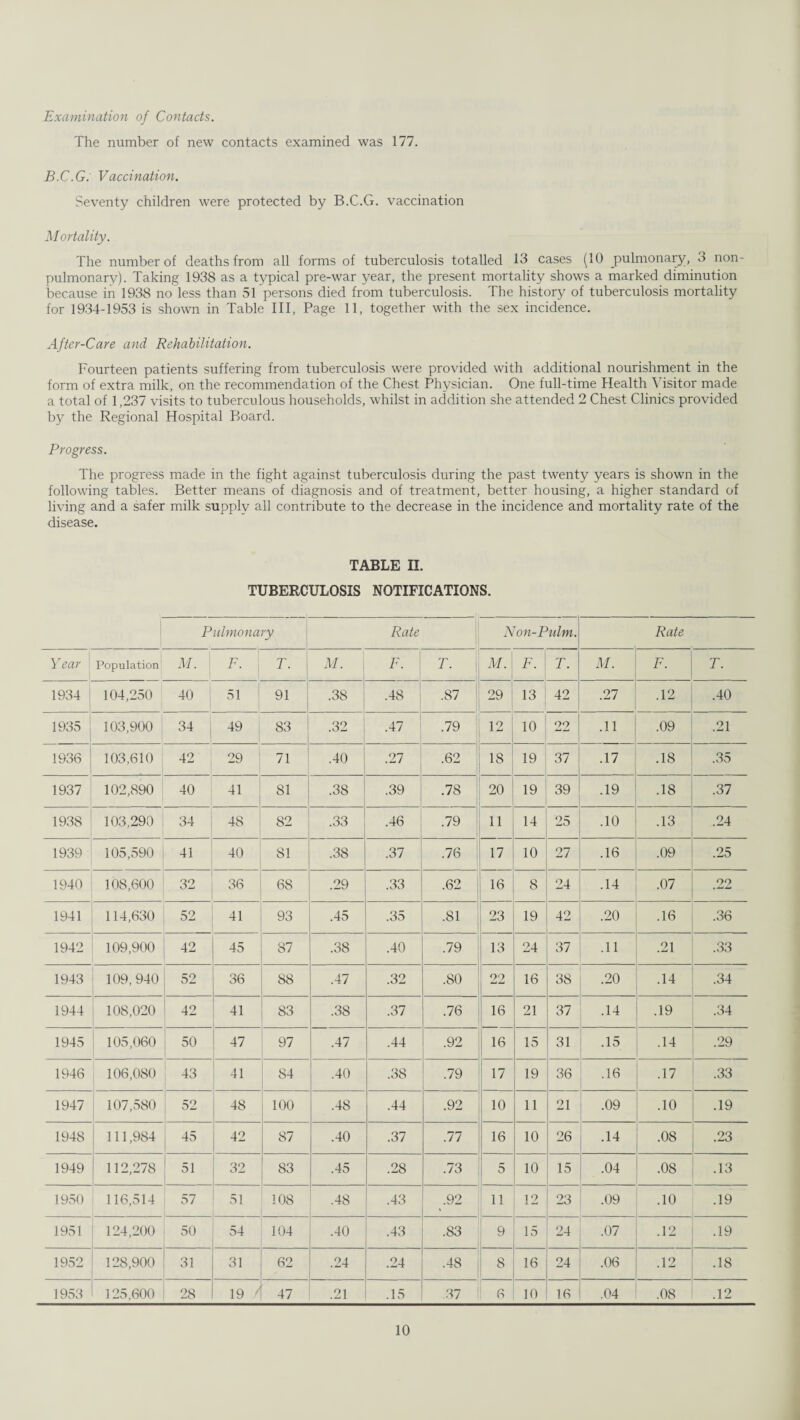 Examination of Contacts.
The number of new contacts examined was 177.
B.C.G. Vaccination.
Seventy children were protected by B.C.G. vaccination
Mortality.
The number of deaths from all forms of tuberculosis totalled 13 cases (10 pulmonary, 3 non-
pulmonary). Taking 1938 as a typical pre-war year, the present mortality shows a marked diminution
because in 1938 no less than 51 persons died from tuberculosis. The history of tuberculosis mortality
for 1934-1953 is shown in Table III, Page 11, together with the sex incidence.
After-Care and Rehabilitation.
Fourteen patients suffering from tuberculosis were provided with additional nourishment in the
form of extra milk, on the recommendation of the Chest Physician. One full-time Health Visitor made
a total of 1,237 visits to tuberculous households, whilst in addition she attended 2 Chest Clinics provided
by the Regional Hospital Board.
Progress.
The progress made in the fight against tuberculosis during the past twenty years is shown in the
following tables. Better means of diagnosis and of treatment, better housing, a higher standard of
living and a safer milk supply all contribute to the decrease in the incidence and mortality rate of the
disease.
TABLE II.
TUBERCULOSIS NOTIFICATIONS.
Pulmonary Rate Non-Pulm. Rate
Year Population M. F. T. M. F. T. M. F. T. M. F. T.
1934 104,250 40 51 91 .38 .48 .87 29 13 42 .27 .12 .40
1935 103,900 34 49 83 .32 .47 .79 12 10 22 .11 .09 .21
1936 103,610 42 29 71 .40 .27 .62 18 19 37 .17 .18 .35
1937 102,890 40 41 81 .38 .39 .78 20 19 39 .19 .18 .37
1938 103,290 34 48 82 .33 .46 .79 11 14 25 .10 .13 .24
1939 105,590 41 40 81 .38 .37 .76 17 10 27 .16 .09 .25
1940 108,600 32 36 68 .29 .33 .62 16 8 24 .14 .07 .22
1941 114,630 52 41 93 .45 .35 .81 23 19 42 .20 .16 .36
1942 109,900 42 45 87 .38 .40 .79 13 24 37 .11 .21 .33
1943 109,940 52 36 88 .47 .32 .80 22 16 38 .20 .14 .34
1944 108,020 42 41 83 .38 .37 .76 16 21 37 .14 .19 .34
1945 105,060 50 47 97 .47 .44 .92 16 15 31 .15 .14 .29
1946 106,080 43 41 84 .40 .38 .79 17 19 36 .16 .17 .33
1947 107,580 52 48 100 .48 .44 .92 10 11 21 .09 .10 .19
1948 111,984 45 42 87 .40 .37 .77 16 10 26 .14 .08 .23
1949 112,278 51 32 83 .45 .28 .73 5 10 15 .04 .08 .13
1950 116,514 57 51 108 .48 .43 .92 11 12 23 .09 .10 .19
1951 124,200 50 54 104 .40 .43 .83 9 15 24 .07 .12 .19
1952 128,900 31 31 62 .24 .24 .48 8 16 24 .06 .12 .18
1953 125,600 28 19 47 .21 .15 .37 6 10 16 .04 .08 .12
10